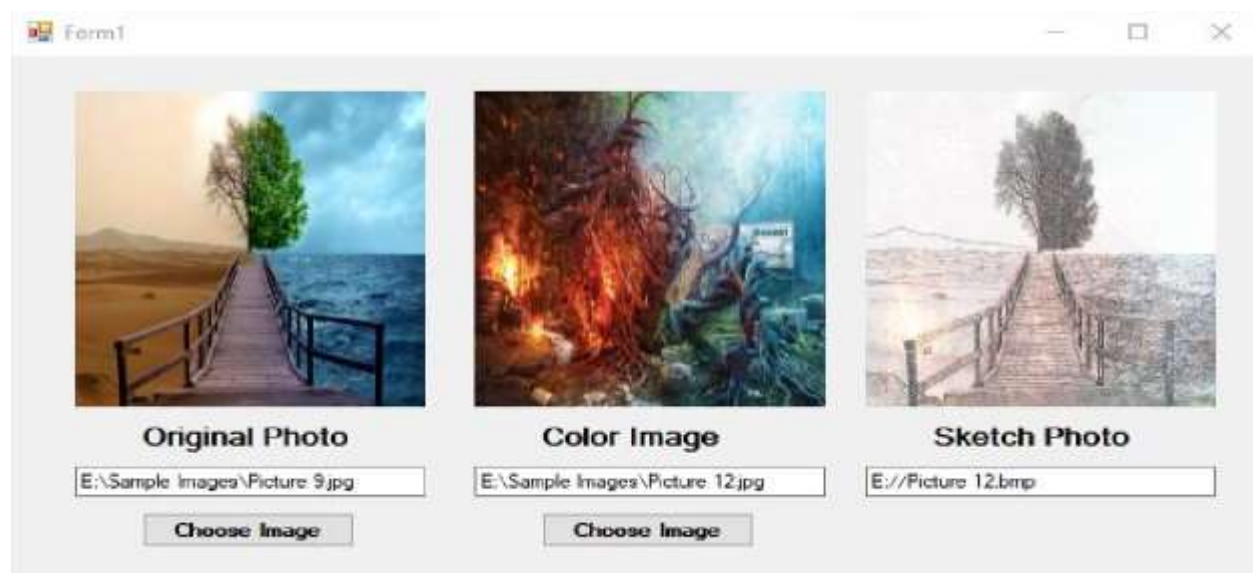 Form1
Original Photo
Color Image
Sketch Photo
E:\Sample Images\Picture 9.jpg
E:\Sample Images\Picture 12.jpg
E://Picture 12.bmp
Choose Image
Choose Image